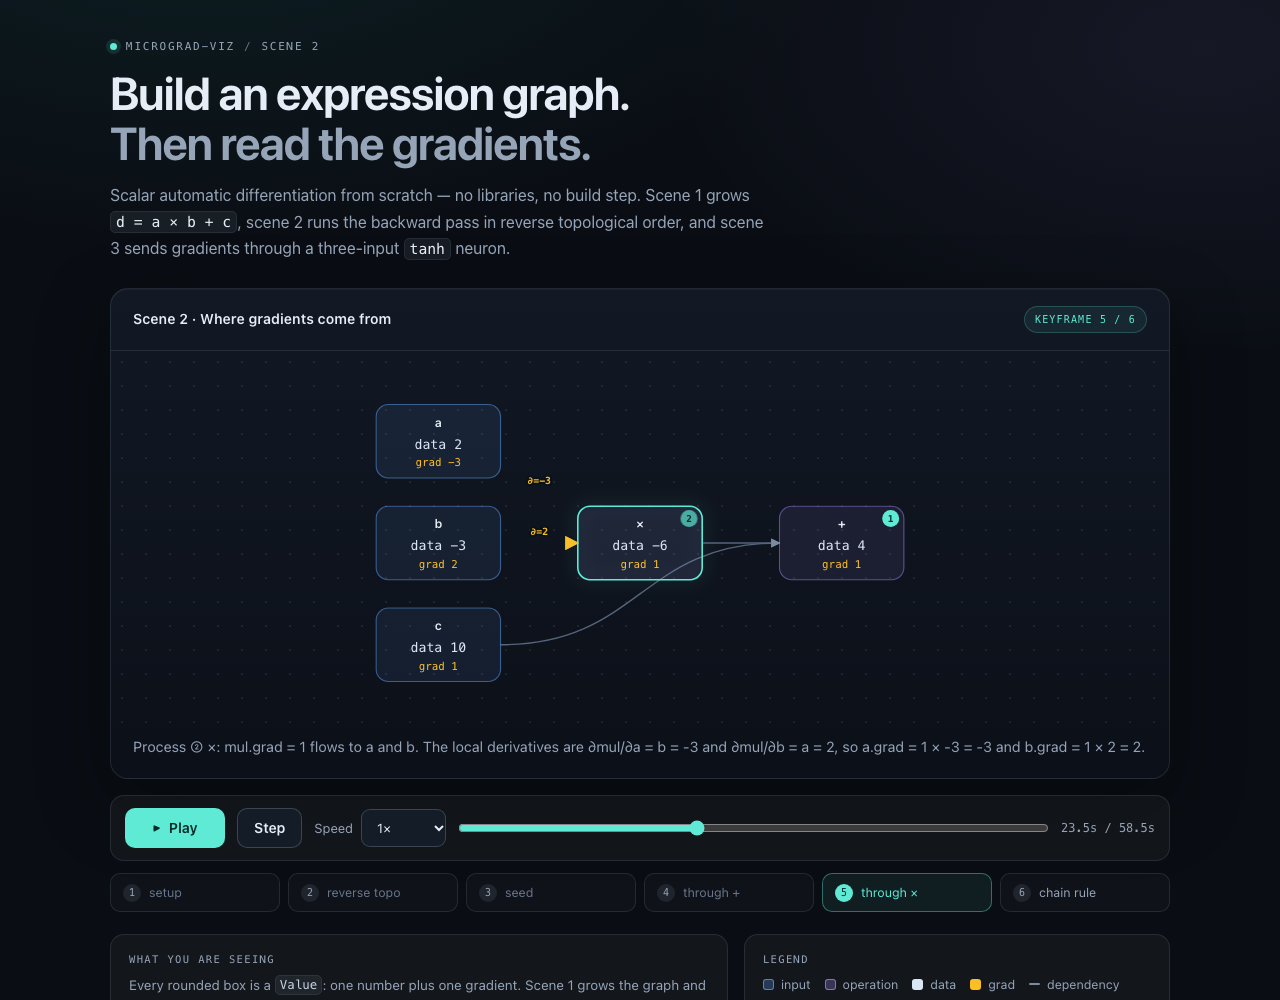 MICROGRAD-VIZ / SCENE 2
Build an expression graph.
Then read the gradients.
Scalar automatic differentiation from scratch — no libraries, no build step. Scene 1 grows
d = a × b + c, scene 2 runs the backward pass in reverse topological order, and scene
3 sends gradients through a three-input tanh neuron.
Scene 2 · Where gradients come from
KEYFRAME 5 / 6
a
data 2
grad −3
∂=−3
b
data −3
grad 2
∂=2
×
2
data −6
grad 1
+
1
data 4
grad 1
c
data 10
grad 1
Process ② ×: mul.grad = 1 flows to a and b. The local derivatives are ∂mul/∂a = b = -3 and ∂mul/∂b = a = 2, so a.grad = 1 × -3 = -3 and b.grad = 1 × 2 = 2.
▶ Play
Step
Speed
1×
23.5s / 58.5s
1 setup
2 reverse topo
3 seed
4 through +
5 through ×
6 chain rule
WHAT YOU ARE SEEING
Every rounded box is a Value: one number plus one gradient. Scene 1 grows the graph and
LEGEND
input
operation
data
grad
dependency